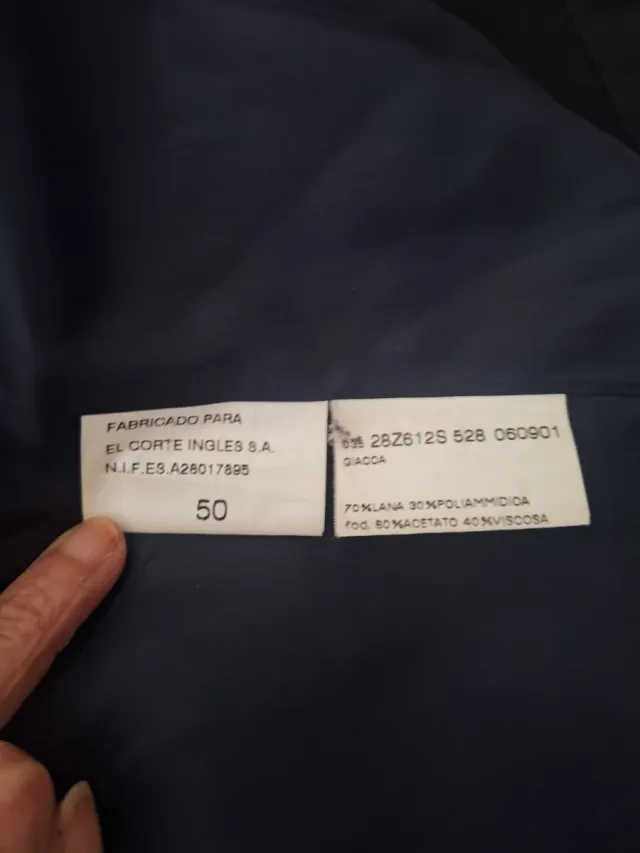 FABRICADO PARA
EL CORTE INGLES S.A.
N.I.F.ES.A28017895
50
035 28Z612S 528 060901
GIACCA
70%LANA 30%POLIAMMIDICA
fod. 60%ACETATO 40%VISCOSA